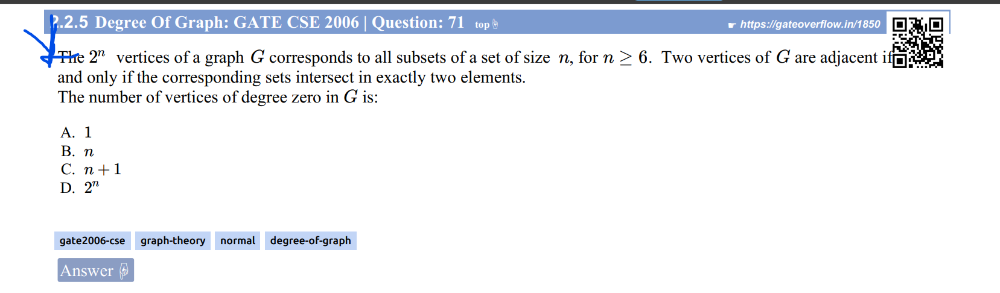 2.2.5 Degree Of Graph: GATE CSE 2006 | Question: 71 top☟ ☛ https://gateoverflow.in/1850
The 2ⁿ vertices of a graph G corresponds to all subsets of a set of size n, for n ≥ 6. Two vertices of G are adjacent if
and only if the corresponding sets intersect in exactly two elements.
The number of vertices of degree zero in G is:
A. 1
B. n
C. n + 1
D. 2ⁿ
gate2006-cse graph-theory normal degree-of-graph
Answer ☟